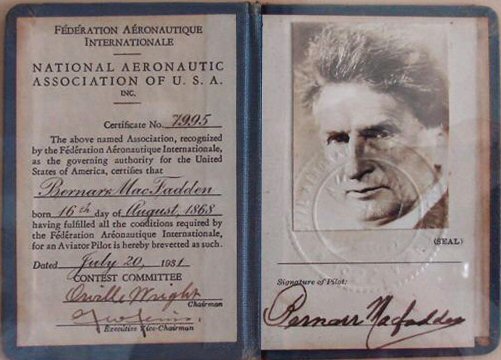 FÉDÉRATION AÉRONAUTIQUE
INTERNATIONALE
NATIONAL AERONAUTIC
ASSOCIATION OF U. S. A.
INC.
Certificate No. 7995
The above named Association, recognized
by the Fédération Aéronautique Internationale,
as the governing authority for the United
States of America, certifies that
Bernarr MacFadden
born 16th day of August, 1868
having fulfilled all the conditions required by
the Fédération Aéronautique Internationale,
for an Aviator Pilot is hereby brevetted as such.
Dated July 20, 1931
CONTEST COMMITTEE
Orville Wright
Chairman
Executive Vice-Chairman
(SEAL)
Signature of Pilot:
Bernarr Macfadden